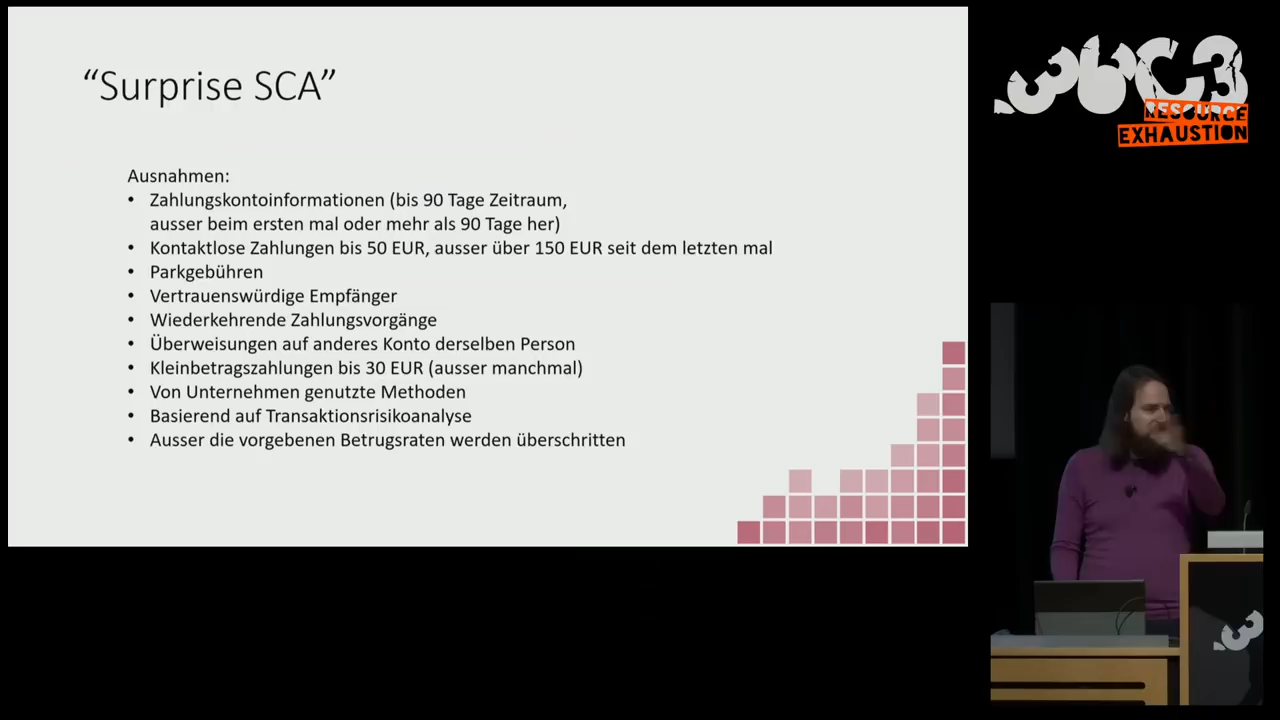 “Surprise SCA”
Ausnahmen:
• Zahlungskontoinformationen (bis 90 Tage Zeitraum,
ausser beim ersten mal oder mehr als 90 Tage her)
• Kontaktlose Zahlungen bis 50 EUR, ausser über 150 EUR seit dem letzten mal
• Parkgebühren
• Vertrauenswürdige Empfänger
• Wiederkehrende Zahlungsvorgänge
• Überweisungen auf anderes Konto derselben Person
• Kleinbetragszahlungen bis 30 EUR (ausser manchmal)
• Von Unternehmen genutzte Methoden
• Basierend auf Transaktionsrisikoanalyse
• Ausser die vorgebenen Betrugsraten werden überschritten
36C3
RESOURCE
EXHAUSTION